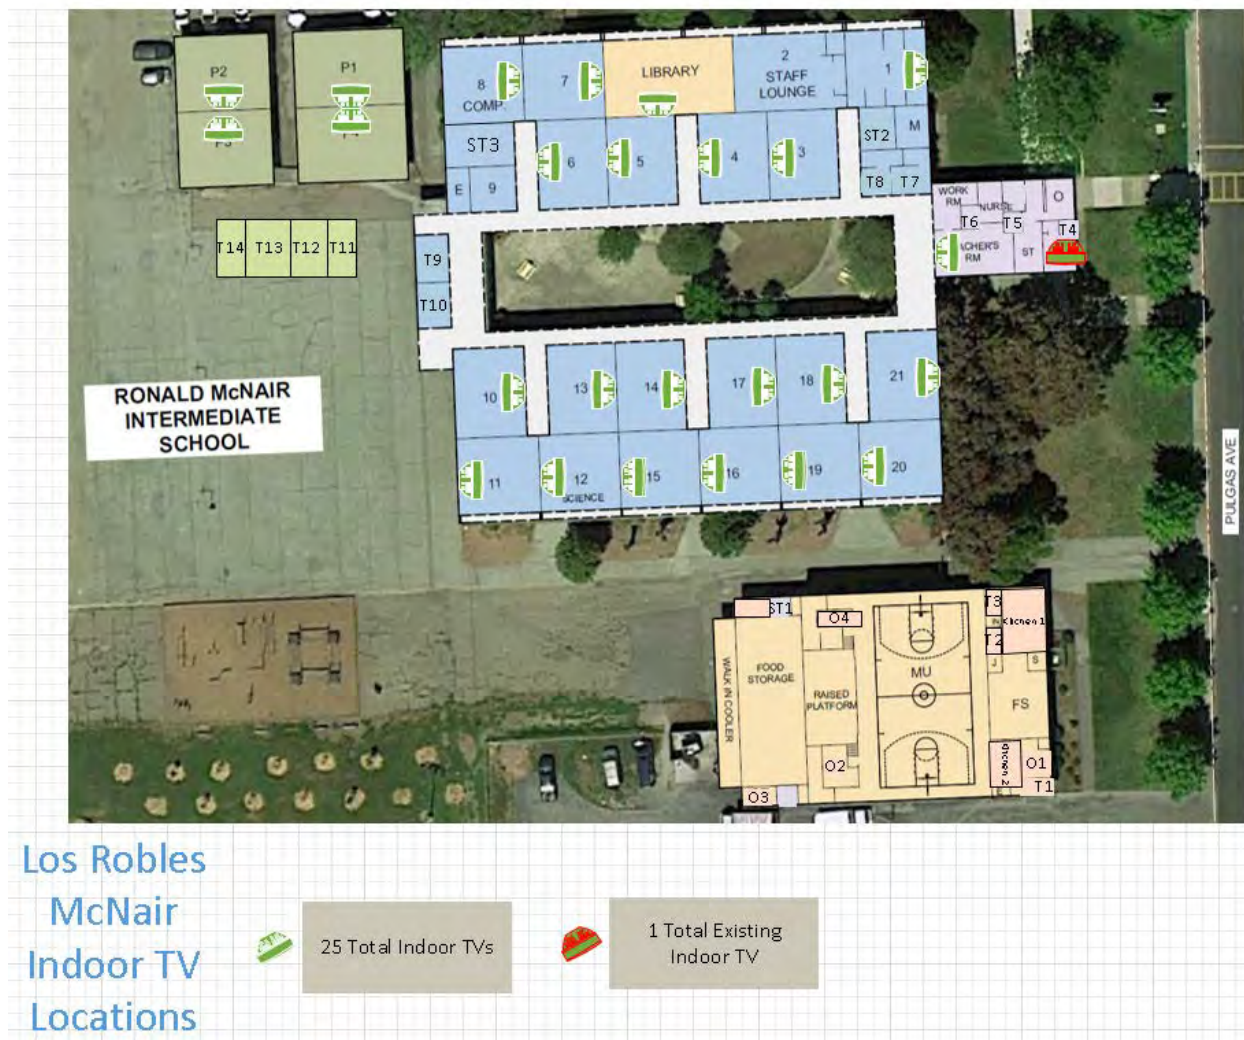 P2
P1
P3
8
COMP.
7
LIBRARY
2
STAFF
LOUNGE
1
ST3
6
5
4
3
ST2
M
E
9
T8
T7
WORK
RM
NURSE
O
T6
T5
T4
RM
ST
T14
T13
T12
T11
T9
T10
RONALD McNAIR
INTERMEDIATE
SCHOOL
10
13
14
17
18
21
11
12
SCIENCE
15
16
19
20
PULGAS AVE
ST1
O4
T3
Kitchen 1
T2
J
S
WALK IN COOLER
FOOD
STORAGE
RAISED
PLATFORM
MU
FS
O2
Kitchen 2
O1
O3
E
T1
Los Robles
McNair
Indoor TV
Locations
25 Total Indoor TVs
1 Total Existing
Indoor TV